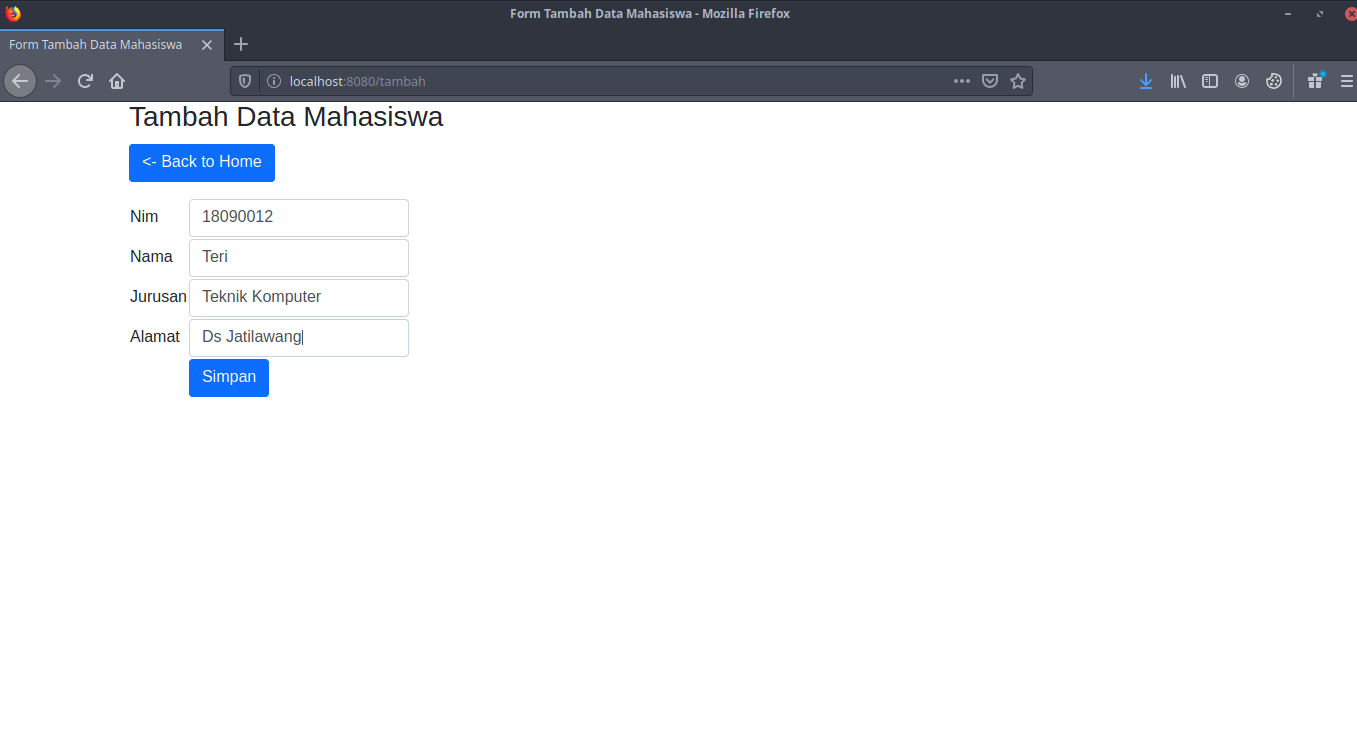 Form Tambah Data Mahasiswa - Mozilla Firefox
Form Tambah Data Mahasiswa
localhost:8080/tambah
Tambah Data Mahasiswa
<- Back to Home
Nim 18090012
Nama Teri
Jurusan Teknik Komputer
Alamat Ds Jatilawang
Simpan